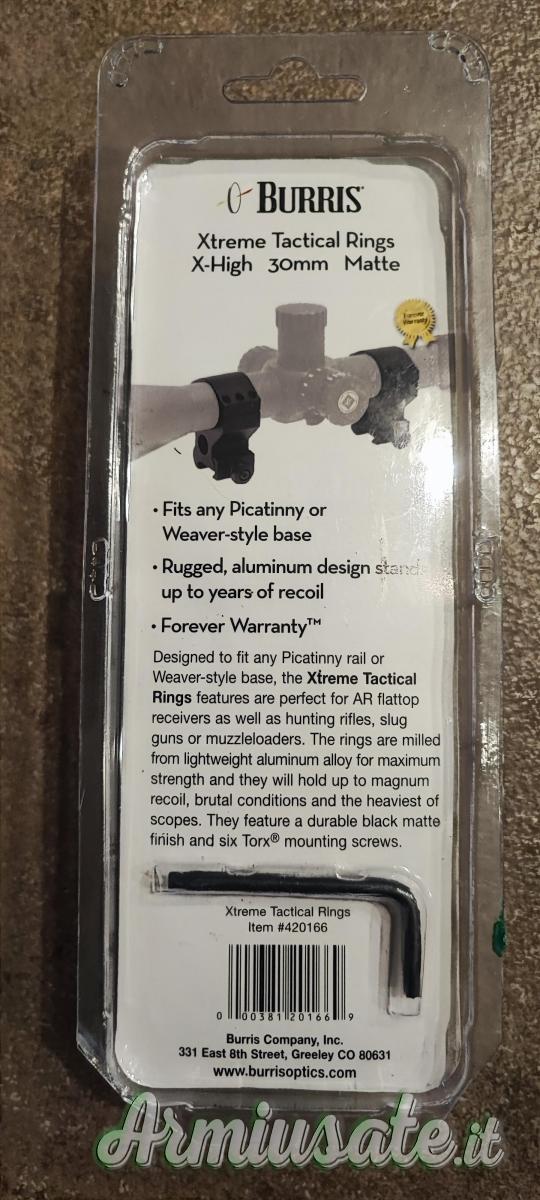 BURRIS
Xtreme Tactical Rings
X-High 30mm Matte
Forever
Warranty
• Fits any Picatinny or
Weaver-style base
• Rugged, aluminum design stands
up to years of recoil
• Forever Warranty™
Designed to fit any Picatinny rail or
Weaver-style base, the Xtreme Tactical
Rings features are perfect for AR flattop
receivers as well as hunting rifles, slug
guns or muzzleloaders. The rings are milled
from lightweight aluminum alloy for maximum
strength and they will hold up to magnum
recoil, brutal conditions and the heaviest of
scopes. They feature a durable black matte
finish and six Torx® mounting screws.
Xtreme Tactical Rings
Item #420166
0 00381 20166 9
Burris Company, Inc.
331 East 8th Street, Greeley CO 80631
www.burrisoptics.com
Armiusate.it